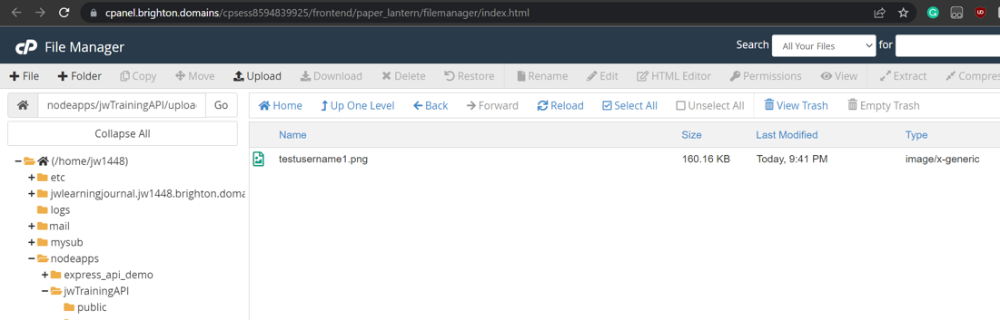 cpanel.brighton.domains/cpsess8594839925/frontend/paper_lantern/filemanager/index.html
cP File Manager Search All Your Files for
File Folder Copy Move Upload Download Delete Restore Rename Edit HTML Editor Permissions View Extract Compres
nodeapps/jwTrainingAPI/uploa Go Home Up One Level Back Forward Reload Select All Unselect All View Trash Empty Trash
Collapse All
Name Size Last Modified Type
testusername1.png 160.16 KB Today, 9:41 PM image/x-generic
(/home/jw1448)
etc
jwlearningjournal.jw1448.brighton.doma
logs
mail
mysub
nodeapps
express_api_demo
jwTrainingAPI
public